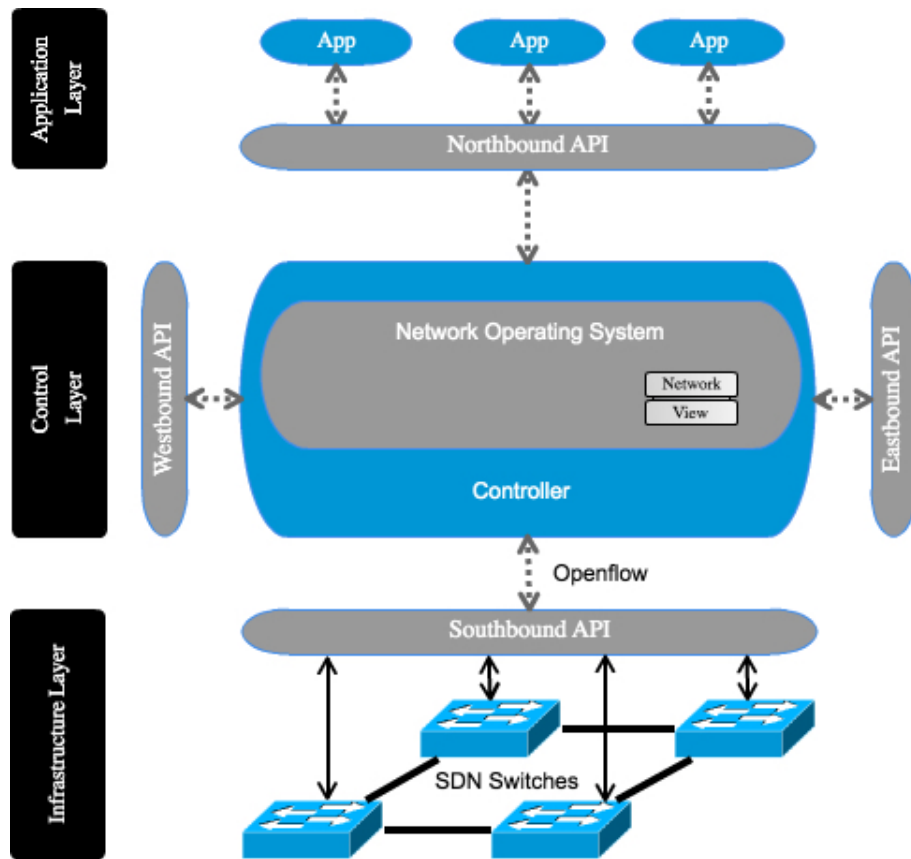 Application
Layer
App
App
App
Northbound API
Control
Layer
Westbound API
Network Operating System
Network
View
Controller
Eastbound API
Openflow
Infrastructure Layer
Southbound API
SDN Switches